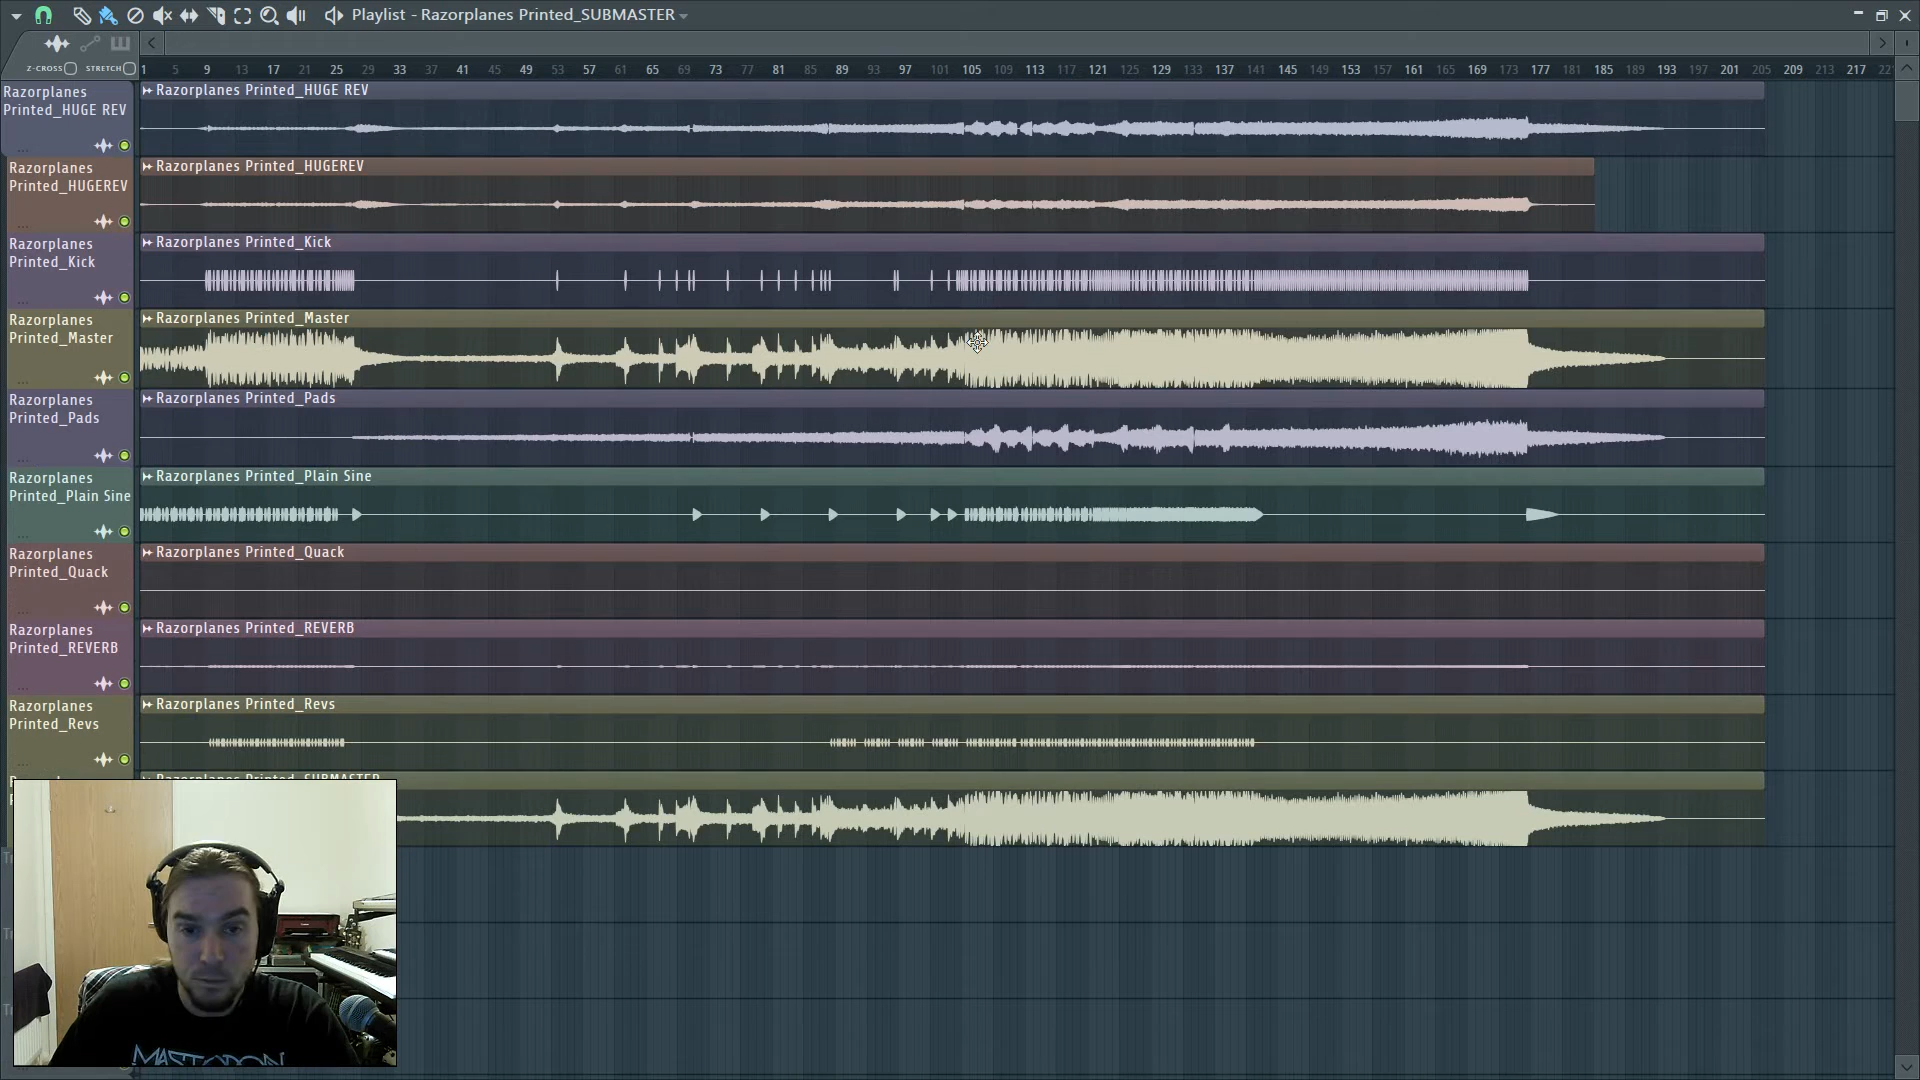 Playlist - Razorplanes Printed_SUBMASTER
Z-CROSS STRETCH
1 5 9 13 17 21 25 29 33 37 41 45 49 53 57 61 65 69 73 77 81 85 89 93 97 101 105 109 113 117 121 125 129 133 137 141 145 149 153 157 161 165 169 173 177 181 185 189 193 197 201 205 209 213 217
Razorplanes
Printed_HUGE REV
Razorplanes Printed_HUGE REV
Razorplanes
Printed_HUGEREV
Razorplanes Printed_HUGEREV
Razorplanes
Printed_Kick
Razorplanes Printed_Kick
Razorplanes
Printed_Master
Razorplanes Printed_Master
Razorplanes
Printed_Pads
Razorplanes Printed_Pads
Razorplanes
Printed_Plain Sine
Razorplanes Printed_Plain Sine
Razorplanes
Printed_Quack
Razorplanes Printed_Quack
Razorplanes
Printed_REVERB
Razorplanes Printed_REVERB
Razorplanes
Printed_Revs
Razorplanes Printed_Revs
Razorplanes Printed_SUBMASTER
MASTODON